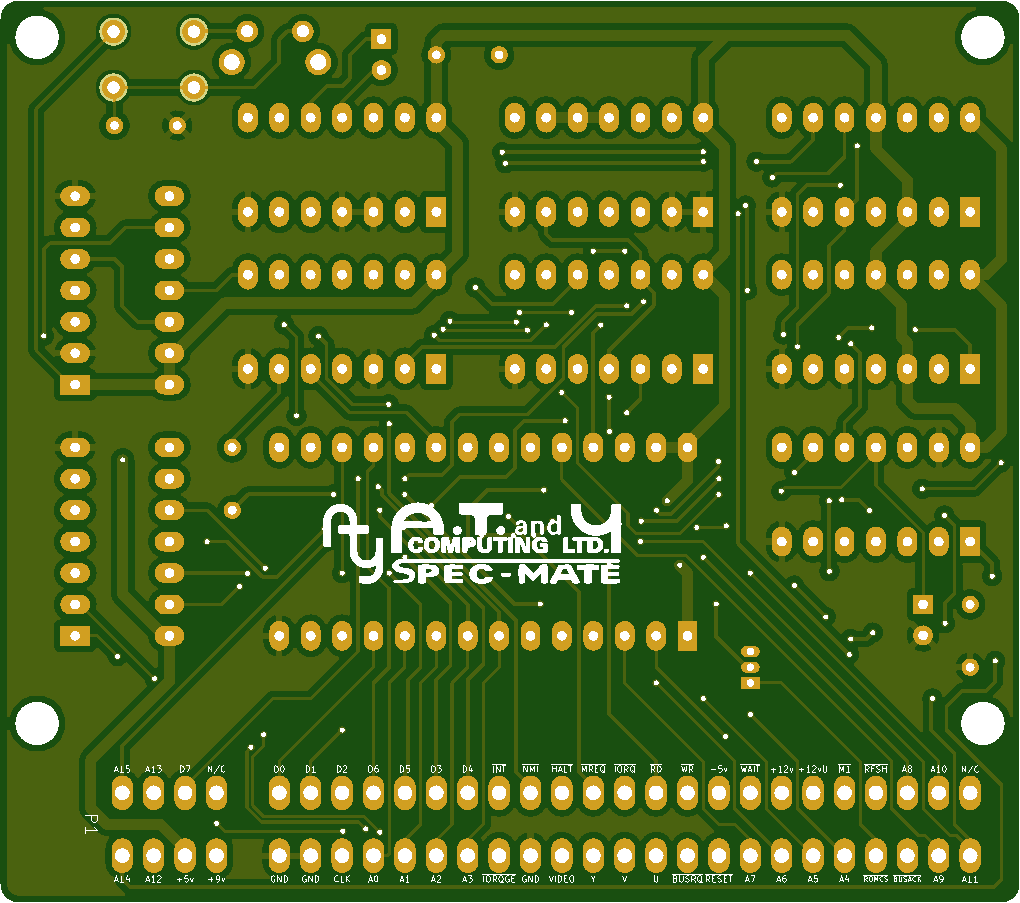 A.T. and Y
COMPUTING LTD.
SPEC-MATE
A15 A13 D7 N/C D0 D1 D2 D6 D5 D3 D4 INT NMI HALT MREQ IORQ RD WR -5v WAIT +12v +12vU M1 RFSH A8 A10 N/C
P1
A14 A12 +5v +9v GND GND CLK A0 A1 A2 A3 IORQGE GND VIDEO Y V U BUSRQ RESET A7 A6 A5 A4 ROMCS BUSACK A9 A11